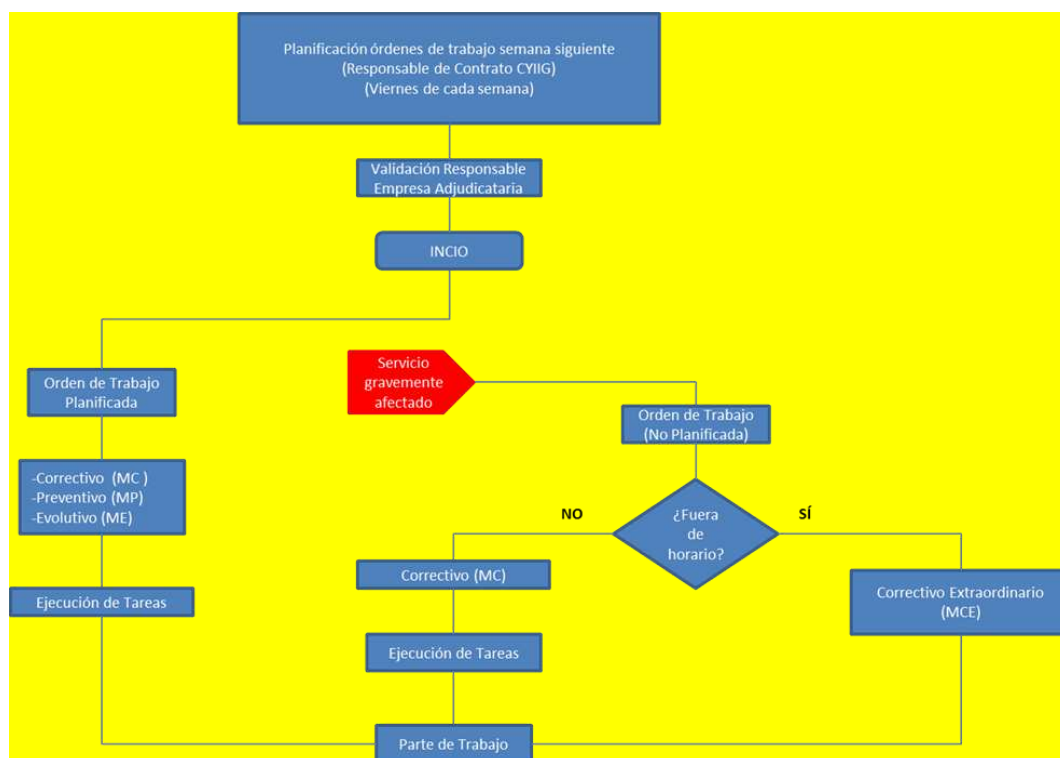 Planificación órdenes de trabajo semana siguiente
(Responsable de Contrato CYIIG)
(Viernes de cada semana)
Validación Responsable
Empresa Adjudicataria
INCIO
Servicio
gravemente
afectado
Orden de Trabajo
Planificada
Orden de Trabajo
(No Planificada)
-Correctivo (MC )
-Preventivo (MP)
-Evolutivo (ME)
NO
¿Fuera
de
horario?
SÍ
Correctivo (MC)
Correctivo Extraordinario
(MCE)
Ejecución de Tareas
Ejecución de Tareas
Parte de Trabajo